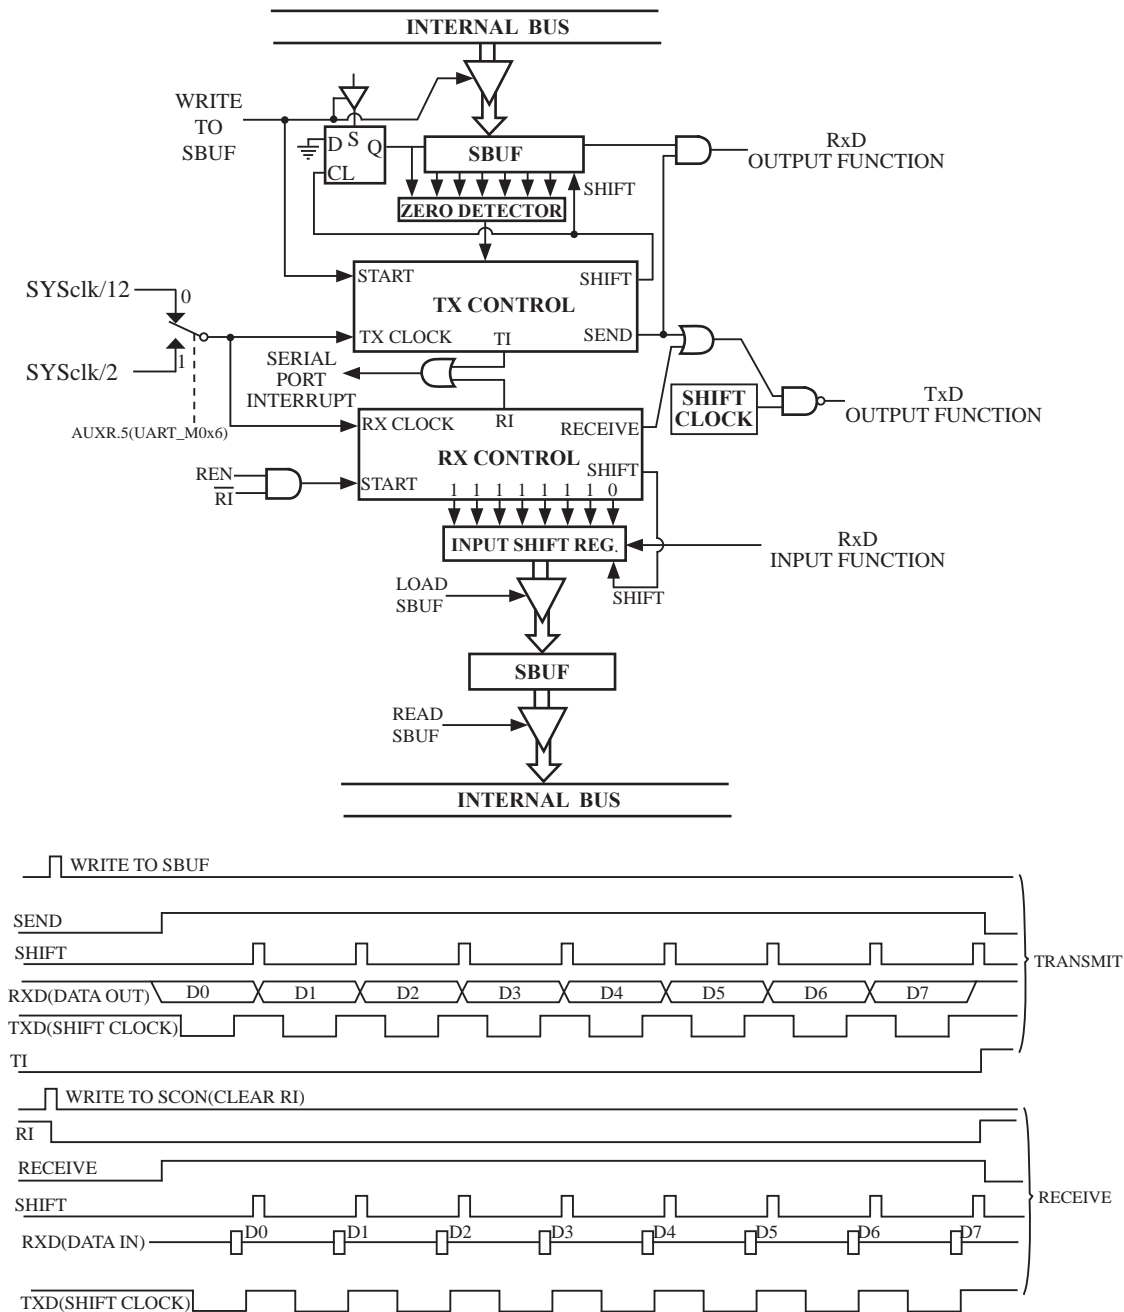 INTERNAL BUS
WRITE
TO
SBUF
D
S
Q
CL
SBUF
RxD
OUTPUT FUNCTION
SHIFT
ZERO DETECTOR
START
SHIFT
TX CONTROL
TX CLOCK
TI
SEND
SYSclk/12
0
SYSclk/2
1
AUXR.5(UART_M0x6)
SERIAL
PORT
INTERRUPT
SHIFT
CLOCK
TxD
OUTPUT FUNCTION
RX CLOCK
RI
RECEIVE
RX CONTROL
SHIFT
START
REN
RI
1 1 1 1 1 1 1 0
INPUT SHIFT REG.
RxD
INPUT FUNCTION
LOAD
SBUF
SHIFT
SBUF
READ
SBUF
INTERNAL BUS
WRITE TO SBUF
SEND
SHIFT
RXD(DATA OUT) D0 D1 D2 D3 D4 D5 D6 D7
TXD(SHIFT CLOCK)
TI
TRANSMIT
WRITE TO SCON(CLEAR RI)
RI
RECEIVE
SHIFT
RXD(DATA IN) D0 D1 D2 D3 D4 D5 D6 D7
TXD(SHIFT CLOCK)
RECEIVE